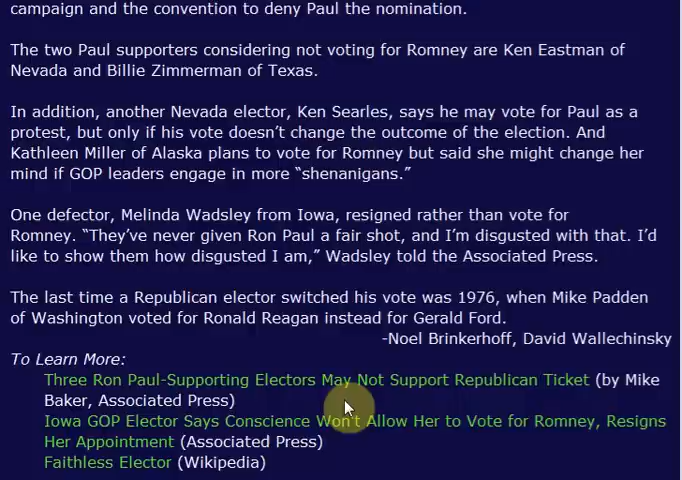 campaign and the convention to deny Paul the nomination.
The two Paul supporters considering not voting for Romney are Ken Eastman of
Nevada and Billie Zimmerman of Texas.
In addition, another Nevada elector, Ken Searles, says he may vote for Paul as a
protest, but only if his vote doesn’t change the outcome of the election. And
Kathleen Miller of Alaska plans to vote for Romney but said she might change her
mind if GOP leaders engage in more “shenanigans.”
One defector, Melinda Wadsley from Iowa, resigned rather than vote for
Romney. “They’ve never given Ron Paul a fair shot, and I’m disgusted with that. I’d
like to show them how disgusted I am,” Wadsley told the Associated Press.
The last time a Republican elector switched his vote was 1976, when Mike Padden
of Washington voted for Ronald Reagan instead for Gerald Ford.
-Noel Brinkerhoff, David Wallechinsky
To Learn More:
Three Ron Paul-Supporting Electors May Not Support Republican Ticket (by Mike
Baker, Associated Press)
Iowa GOP Elector Says Conscience Won’t Allow Her to Vote for Romney, Resigns
Her Appointment (Associated Press)
Faithless Elector (Wikipedia)